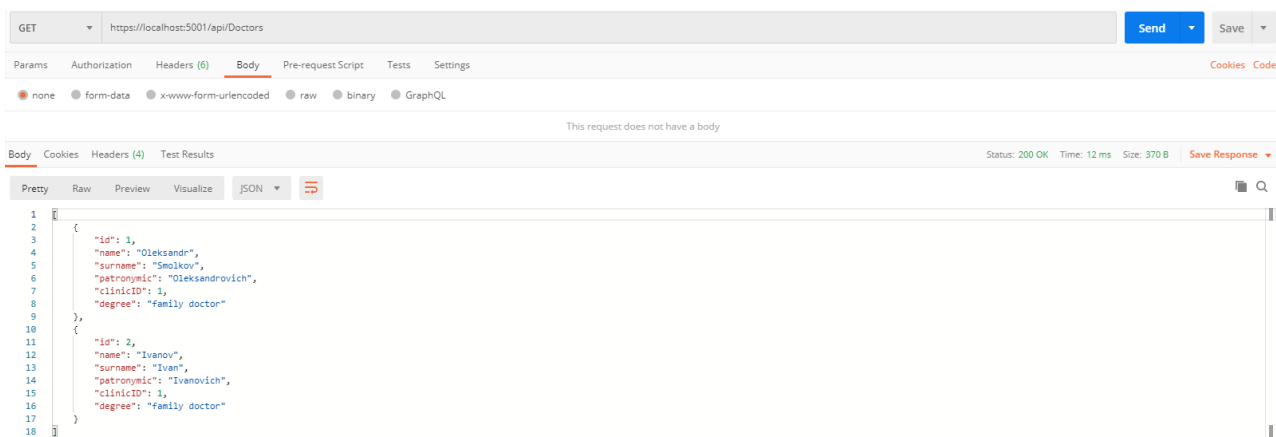 GET https://localhost:5001/api/Doctors Send Save
Params Authorization Headers (6) Body Pre-request Script Tests Settings Cookies Code
none form-data x-www-form-urlencoded raw binary GraphQL
This request does not have a body
Body Cookies Headers (4) Test Results Status: 200 OK Time: 12 ms Size: 370 B Save Response
Pretty Raw Preview Visualize JSON
1 [
2 {
3 "id": 1,
4 "name": "Oleksandr",
5 "surname": "Smolkov",
6 "patronymic": "Oleksandrovich",
7 "clinicID": 1,
8 "degree": "family doctor"
9 },
10 {
11 "id": 2,
12 "name": "Ivanov",
13 "surname": "Ivan",
14 "patronymic": "Ivanovich",
15 "clinicID": 1,
16 "degree": "family doctor"
17 }
18 ]